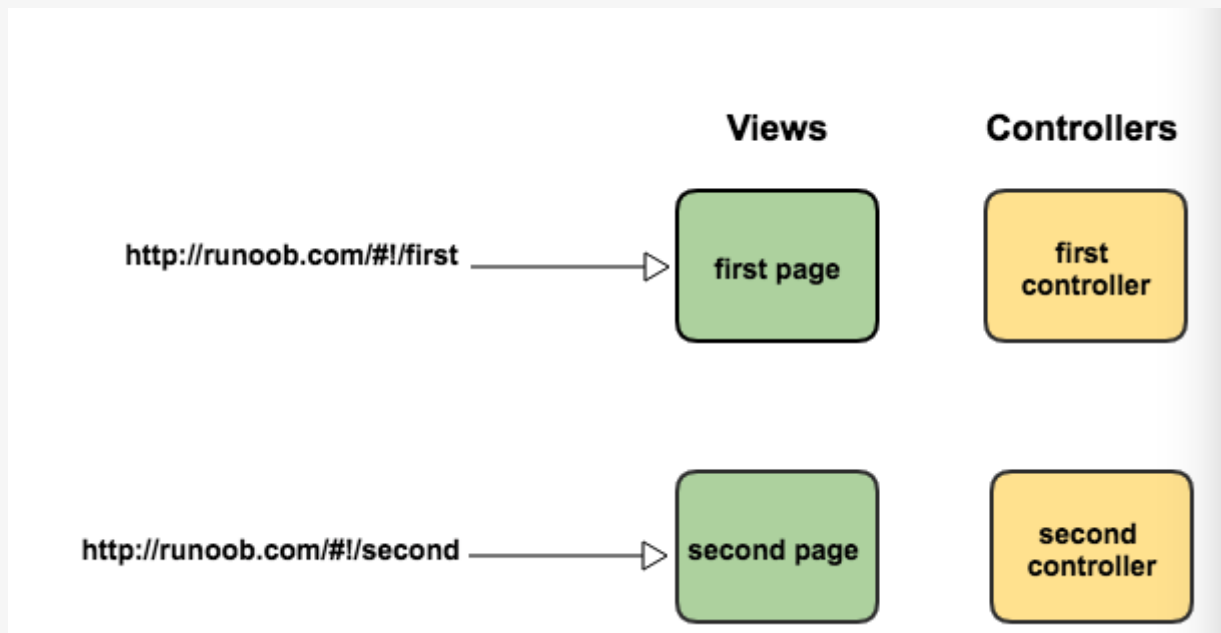 Views
Controllers
http://runoob.com/#!/first
first page
first
controller
http://runoob.com/#!/second
second page
second
controller